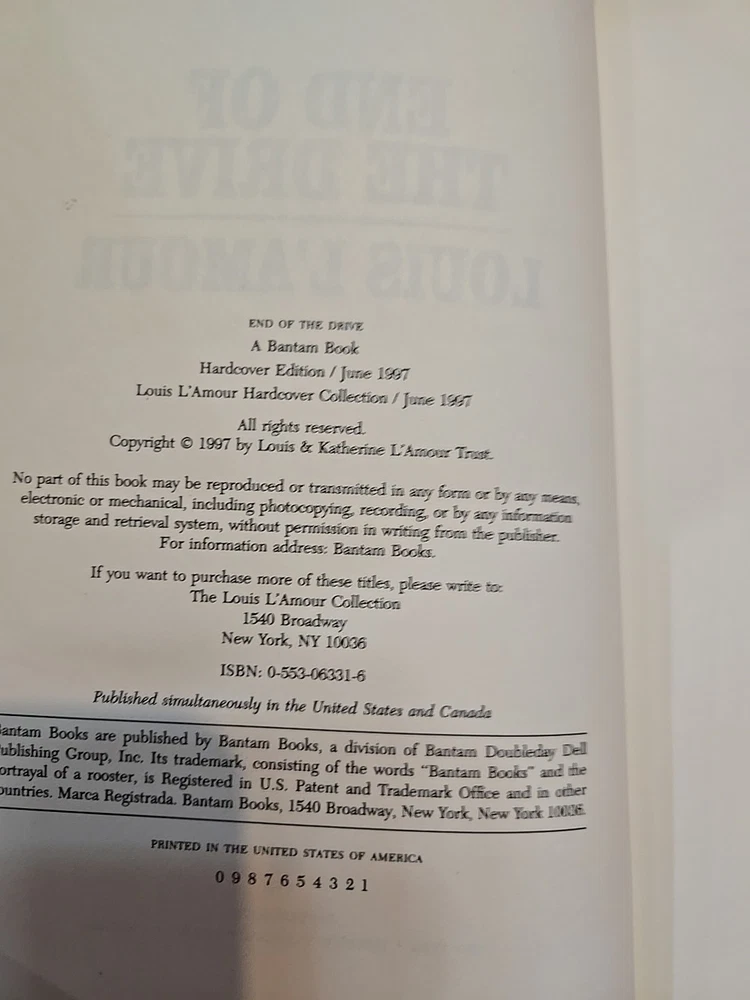 END OF
THE DRIVE
LOUIS L'AMOUR
END OF THE DRIVE
A Bantam Book
Hardcover Edition / June 1997
Louis L'Amour Hardcover Collection / June 1997
All rights reserved.
Copyright © 1997 by Louis & Katherine L'Amour Trust.
No part of this book may be reproduced or transmitted in any form or by any means,
electronic or mechanical, including photocopying, recording, or by any information
storage and retrieval system, without permission in writing from the publisher.
For information address: Bantam Books.
If you want to purchase more of these titles, please write to:
The Louis L'Amour Collection
1540 Broadway
New York, NY 10036
ISBN: 0-553-06331-6
Published simultaneously in the United States and Canada
antam Books are published by Bantam Books, a division of Bantam Doubleday Dell
ublishing Group, Inc. Its trademark, consisting of the words “Bantam Books” and the
ortrayal of a rooster, is Registered in U.S. Patent and Trademark Office and in other
ountries. Marca Registrada. Bantam Books, 1540 Broadway, New York, New York 10036.
PRINTED IN THE UNITED STATES OF AMERICA
0 9 8 7 6 5 4 3 2 1